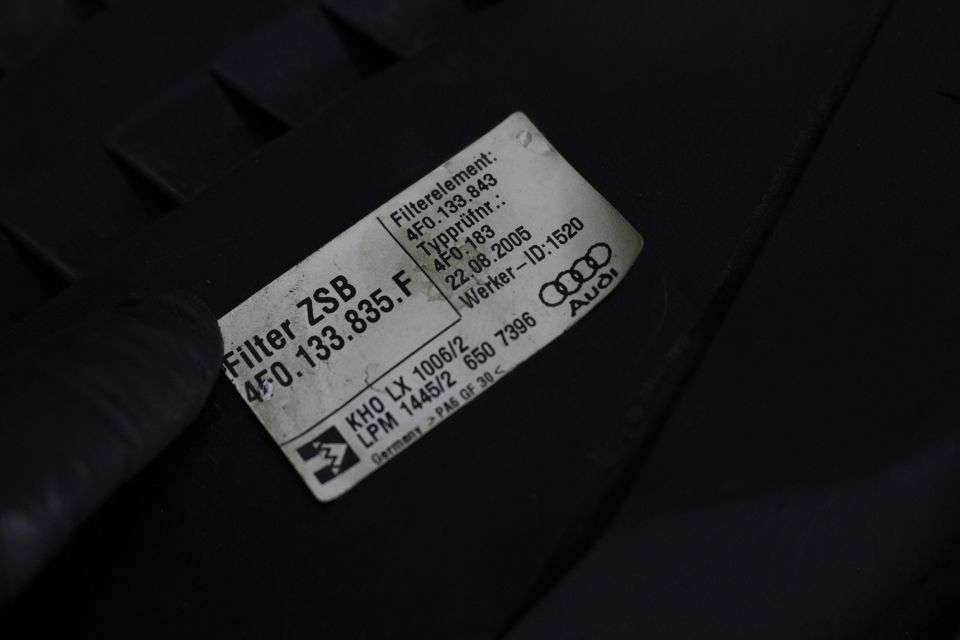 Filter ZSB
4F0.133.835.F
Filterelement:
4F0.133.843
Typprüfnr.:
4F0.183
22.08.2005
Werker-ID:1520
Audi
KHO LX 1006/2
LPM 1445/2 650 7396
Germany >PA6 GF 30<